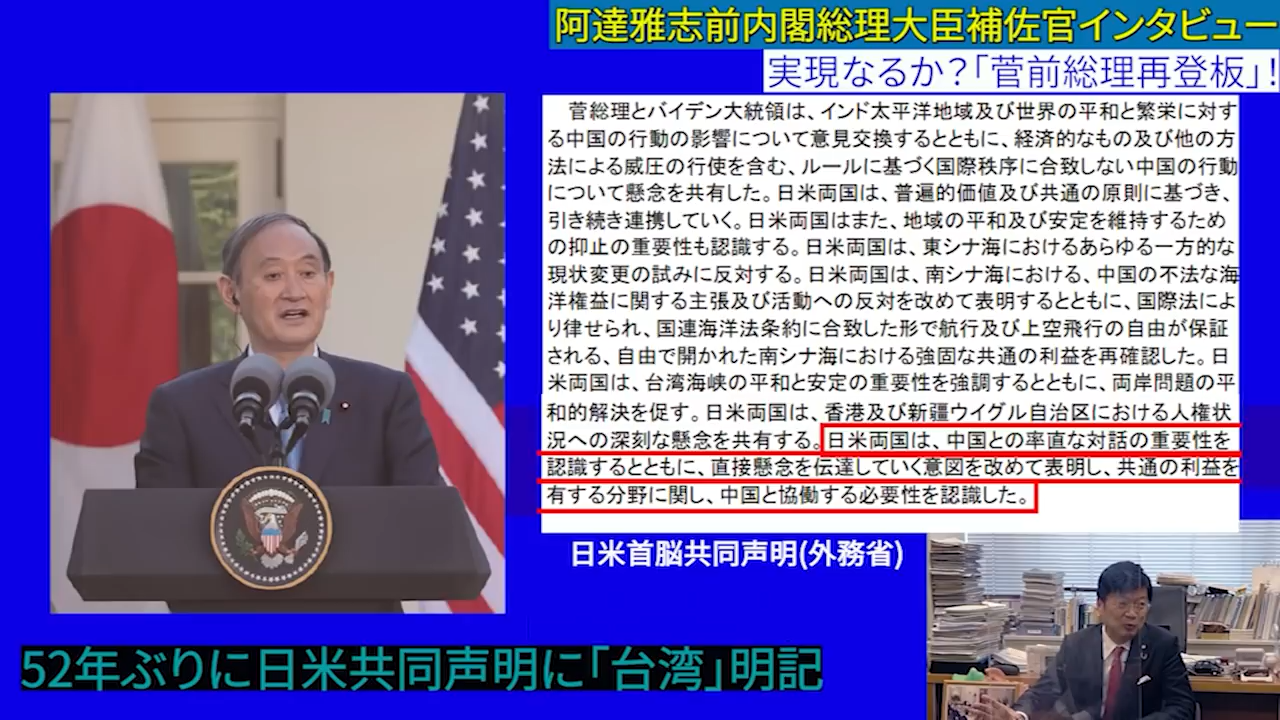 阿達雅志前内閣総理大臣補佐官インタビュー
実現なるか？「菅前総理再登板」！
菅総理とバイデン大統領は、インド太平洋地域及び世界の平和と繁栄に対す
る中国の行動の影響について意見交換するとともに、経済的なもの及び他の方
法による威圧の行使を含む、ルールに基づく国際秩序に合致しない中国の行動
について懸念を共有した。日米両国は、普遍的価値及び共通の原則に基づき、
引き続き連携していく。日米両国はまた、地域の平和及び安定を維持するため
の抑止の重要性も認識する。日米両国は、東シナ海におけるあらゆる一方的な
現状変更の試みに反対する。日米両国は、南シナ海における、中国の不法な海
洋権益に関する主張及び活動への反対を改めて表明するとともに、国際法によ
り律せられ、国連海洋法条約に合致した形で航行及び上空飛行の自由が保証
される、自由で開かれた南シナ海における強固な共通の利益を再確認した。日
米両国は、台湾海峡の平和と安定の重要性を強調するとともに、両岸問題の平
和的解決を促す。日米両国は、香港及び新疆ウイグル自治区における人権状
況への深刻な懸念を共有する。日米両国は、中国との率直な対話の重要性を
認識するとともに、直接懸念を伝達していく意図を改めて表明し、共通の利益を
有する分野に関し、中国と協働する必要性を認識した。
日米首脳共同声明(外務省)
52年ぶりに日米共同声明に「台湾」明記